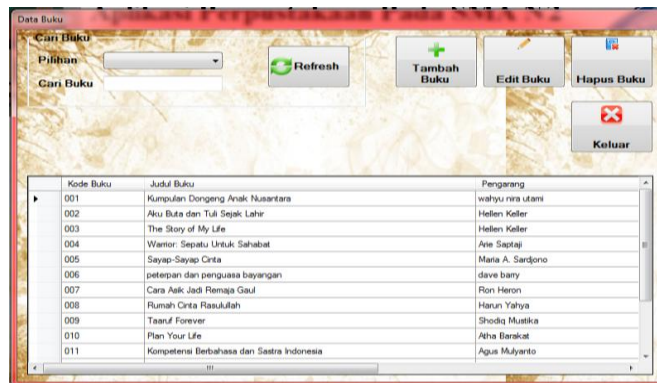 Aplikasi Perpustakaan Pada SMA N2
Data Buku
Cari Buku
Pilihan
Refresh
Cari Buku
Tambah Buku
Edit Buku
Hapus Buku
Keluar
Kode Buku Judul Buku Pengarang
001 Kumpulan Dongeng Anak Nusantara wahyu nira utami
002 Aku Buta dan Tuli Sejak Lahir Hellen Keller
003 The Story of My Life Hellen Keller
004 Warrior: Sepatu Untuk Sahabat Arie Saptaji
005 Sayap-Sayap Cinta Maria A. Sardjono
006 peterpan dan penguasa bayangan dave barry
007 Cara Asik Jadi Remaja Gaul Ron Heron
008 Rumah Cinta Rasulullah Harun Yahya
009 Taaruf Forever Shodiq Mustika
010 Plan Your Life Atha Barakat
011 Kompetensi Berbahasa dan Sastra Indonesia Agus Mulyanto